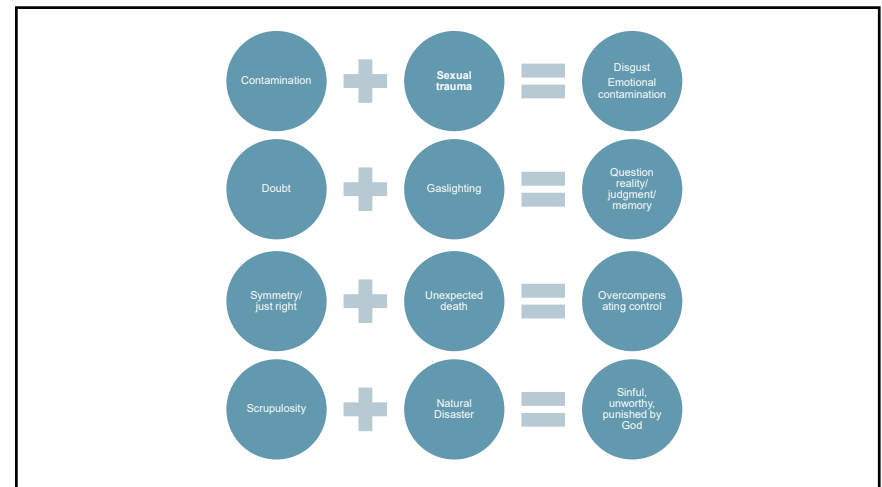 Contamination
Sexual
trauma
Disgust
Emotional
contamination
Doubt
Gaslighting
Question
reality/
judgment/
memory
Symmetry/
just right
Unexpected
death
Overcompens
ating control
Scrupulosity
Natural
Disaster
Sinful,
unworthy,
punished by
God